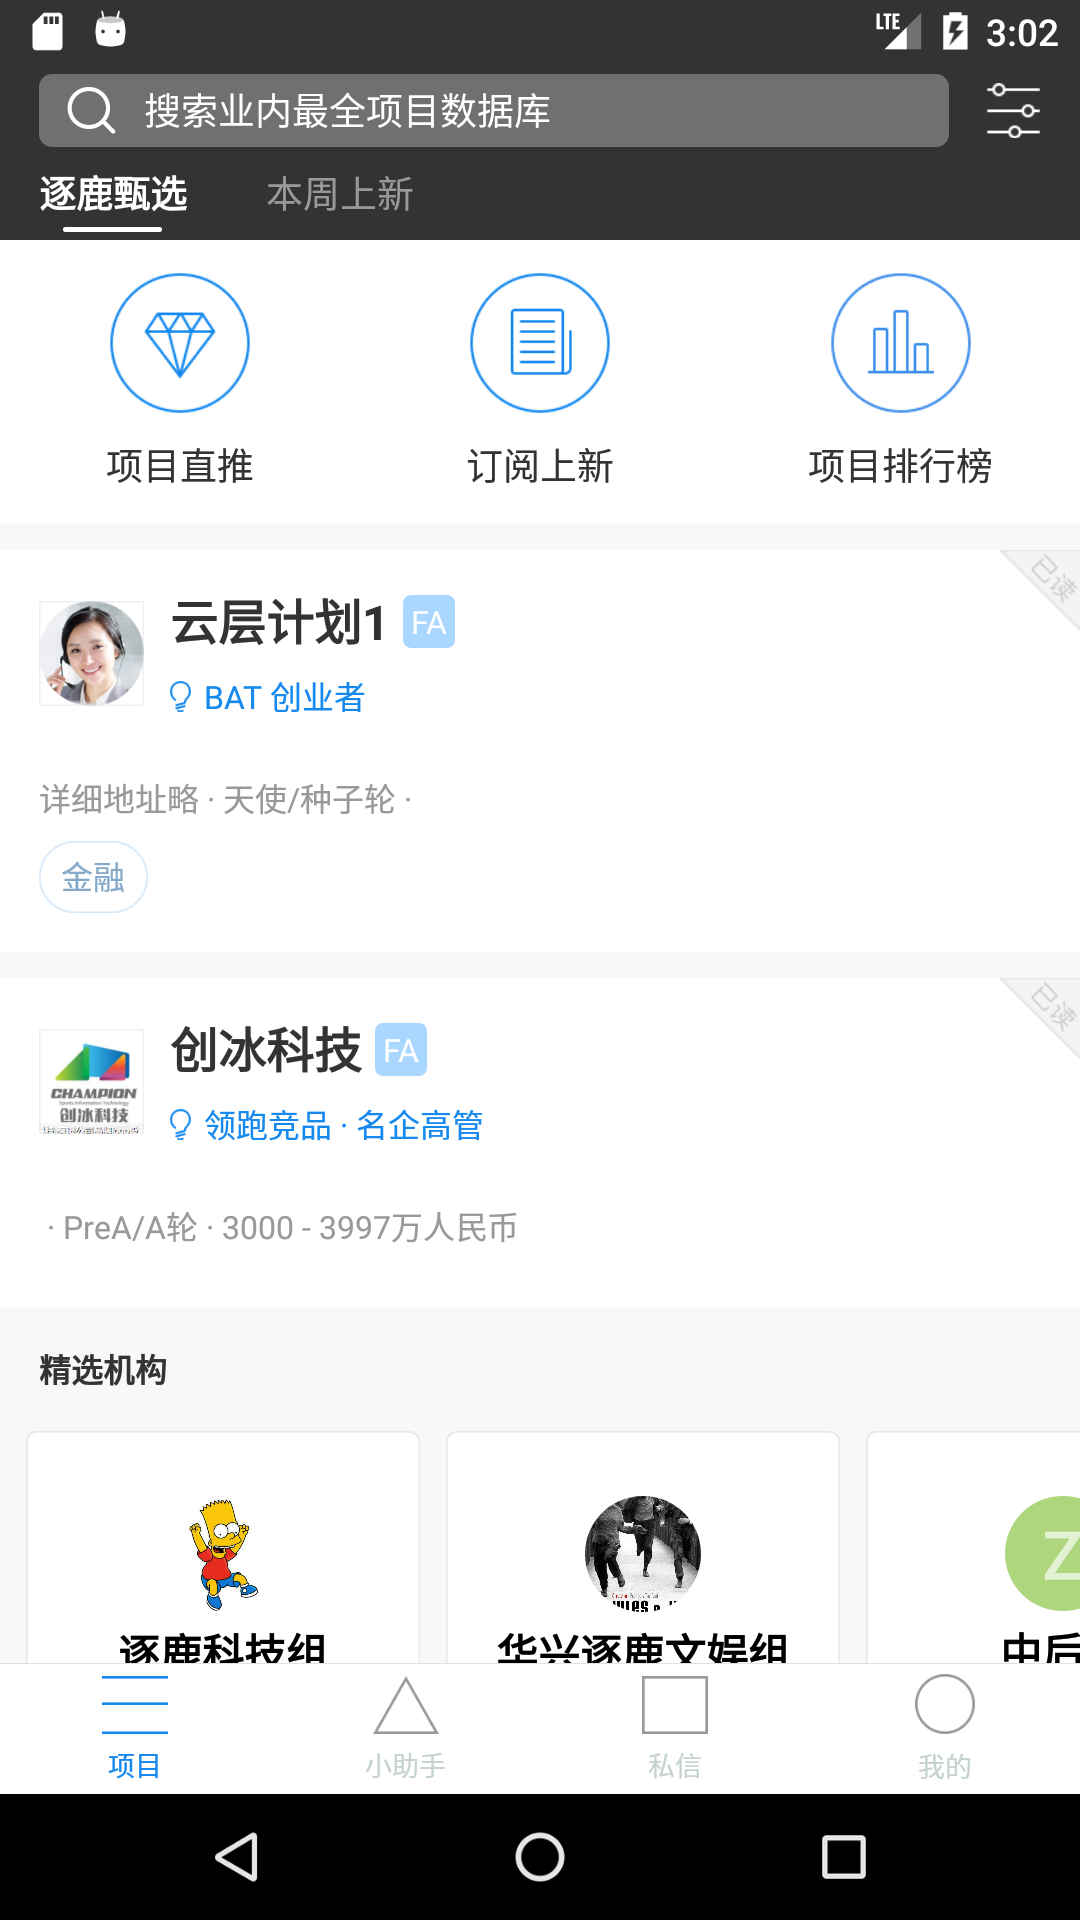 LTE 3:02
搜索业内最全项目数据库
逐鹿甄选 本周上新
项目直推 订阅上新 项目排行榜
已读
云层计划1 FA
BAT 创业者
详细地址略 · 天使/种子轮 ·
金融
已读
创冰科技 FA
CHAMPION
创冰科技
领跑竞品 · 名企高管
· PreA/A轮 · 3000 - 3997万人民币
精选机构
Z
逐鹿科技组 华兴逐鹿文娱组 中后
项目 小助手 私信 我的